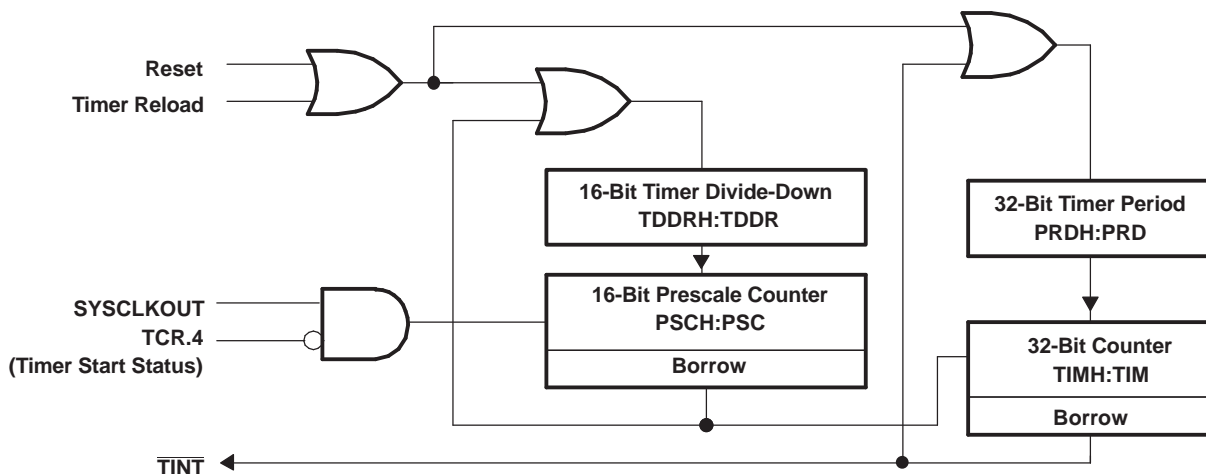 Reset
Timer Reload
16-Bit Timer Divide-Down
TDDRH:TDDR
32-Bit Timer Period
PRDH:PRD
SYSCLKOUT
TCR.4
(Timer Start Status)
16-Bit Prescale Counter
PSCH:PSC
Borrow
32-Bit Counter
TIMH:TIM
Borrow
TINT